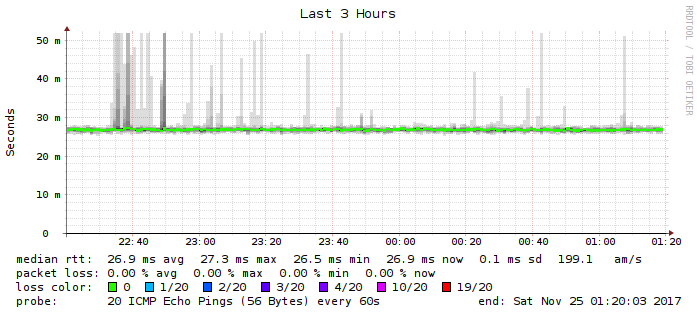 Last 3 Hours
RRDTOOL / TOBI OETIKER
Seconds
50 m
40 m
30 m
20 m
10 m
0
22:40 23:00 23:20 23:40 00:00 00:20 00:40 01:00 01:20
median rtt: 26.9 ms avg 27.3 ms max 26.5 ms min 26.9 ms now 0.1 ms sd 199.1 am/s
packet loss: 0.00 % avg 0.00 % max 0.00 % min 0.00 % now
loss color: 0 1/20 2/20 3/20 4/20 10/20 19/20
probe: 20 ICMP Echo Pings (56 Bytes) every 60s end: Sat Nov 25 01:20:03 2017